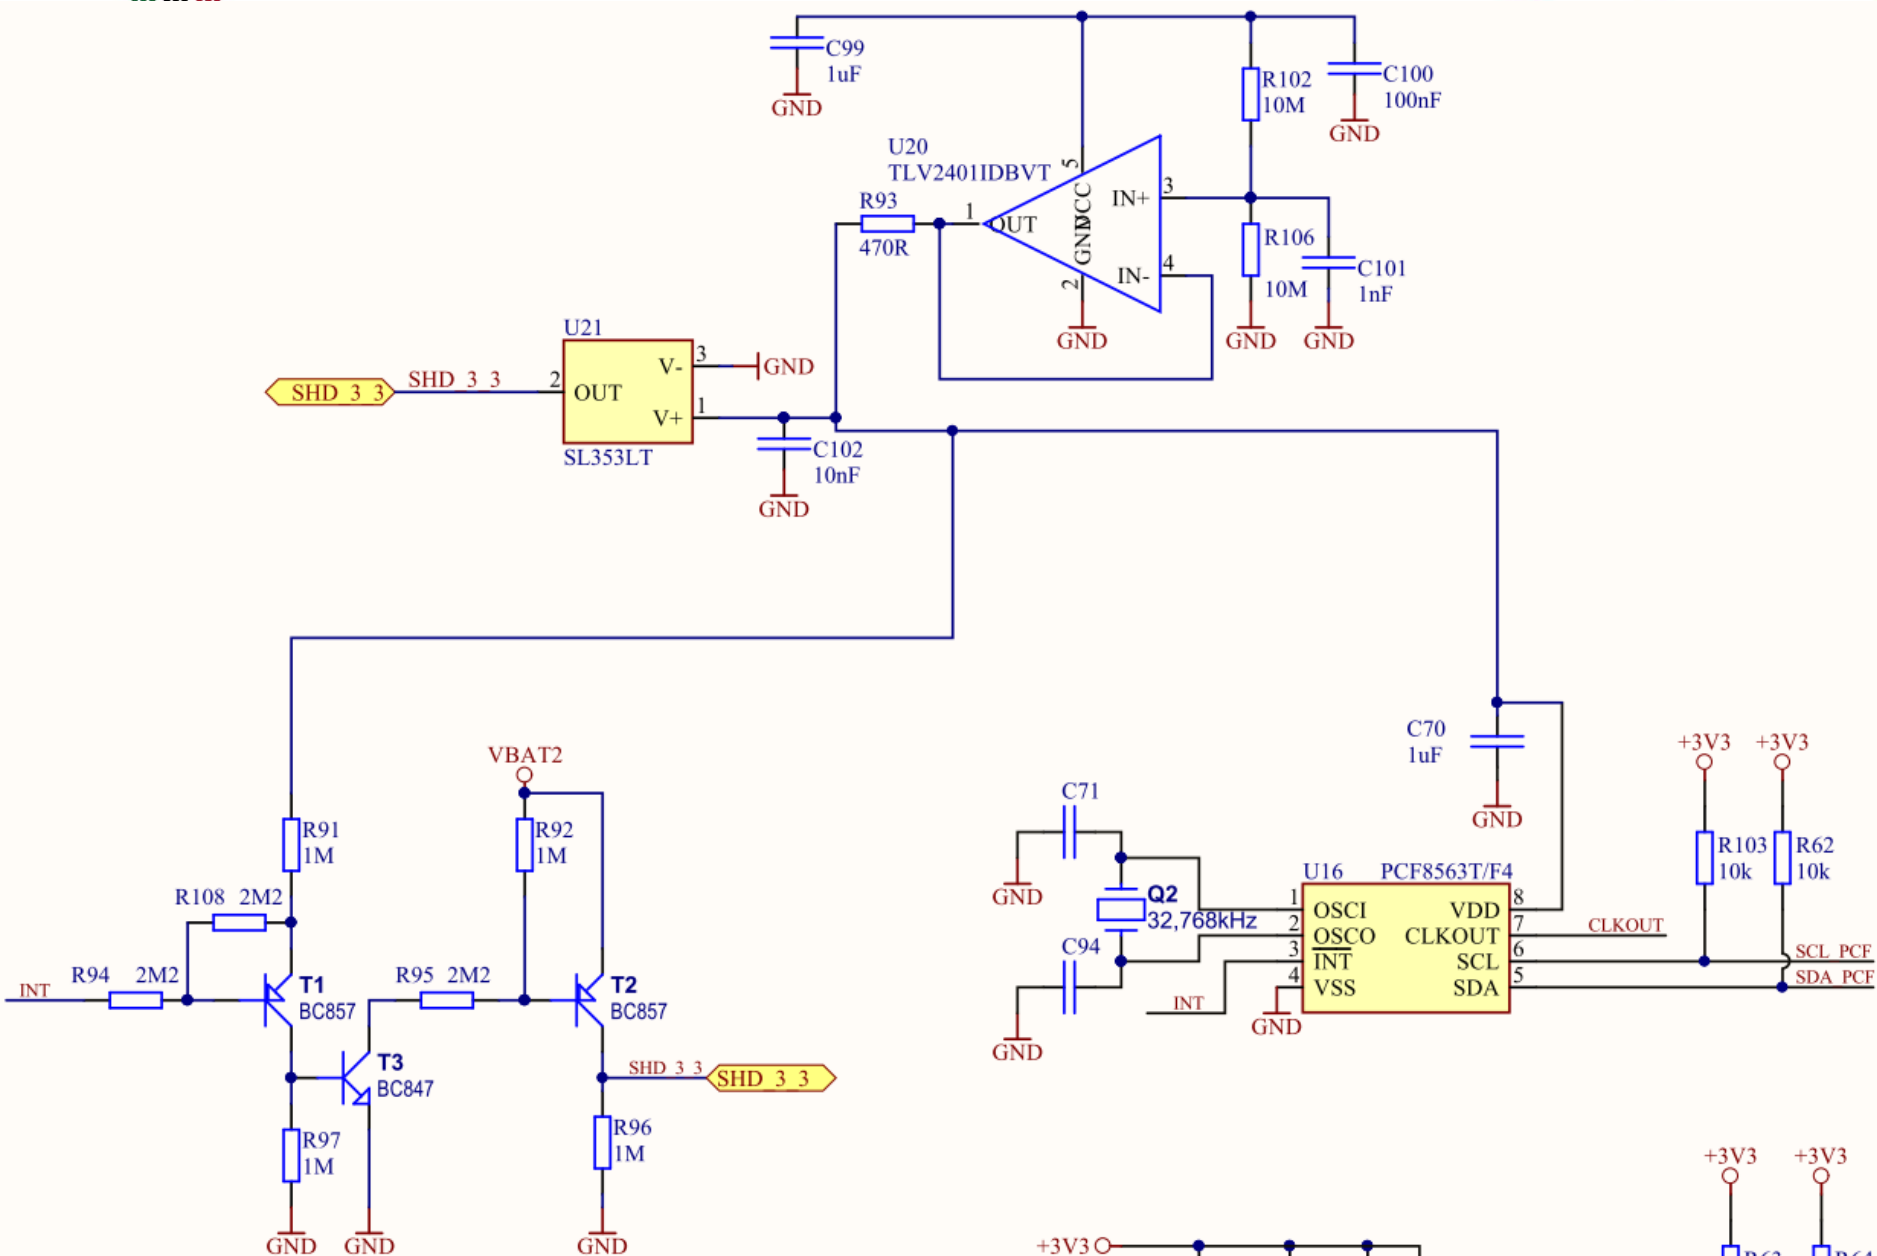 C99
1uF
GND
R102
10M
C100
100nF
GND
U20
TLV2401IDBVT
5
VCC
GND
2
GND
IN+
3
IN-
4
OUT
1
R93
470R
R106
10M
GND
C101
1nF
GND
U21
V-
3
GND
OUT
2
V+
1
SL353LT
SHD_3_3
SHD_3_3
C102
10nF
GND
VBAT2
R91
1M
R92
1M
R108 2M2
R94 2M2
INT
T1
BC857
R95 2M2
T2
BC857
T3
BC847
SHD_3_3
SHD_3_3
R97
1M
R96
1M
GND
GND
GND
C70
1uF
GND
+3V3
+3V3
R103
10k
R62
10k
C71
GND
Q2
32,768kHz
C94
GND
U16
PCF8563T/F4
1
OSCI
2
OSCO
3
INT
4
VSS
VDD
8
CLKOUT
7
SCL
6
SDA
5
CLKOUT
SCL_PCF
SDA_PCF
INT
GND
+3V3
+3V3
+3V3